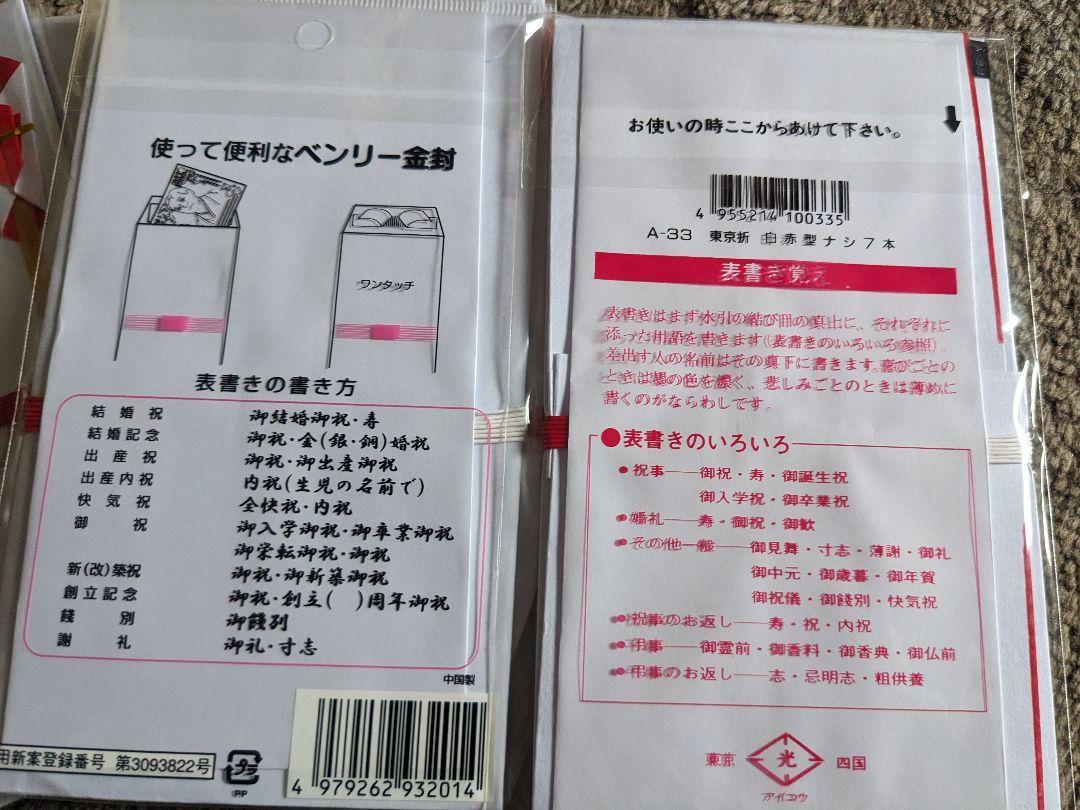 使って便利なベンリー金封
ワンタッチ
表書きの書き方
結婚祝 御結婚御祝・寿
結婚記念 御祝・金(銀・銅)婚祝
出産祝 御祝・御出産御祝
出産内祝 内祝(生児の名前で)
快気祝 全快祝・内祝
御祝 御入学御祝・御卒業御祝
御栄転御祝・御祝
新(改)築祝 御祝・御新築御祝
創立記念 御祝・創立( )周年御祝
餞別 御餞別
謝礼 御礼・寸志
中国製
用新案登録番号 第3093822号
PP
4 979262 932014
お使いの時ここからあけて下さい。
4 955214 100335
A-33 東京折 白赤型ナシ7本
表書き覚え
表書きはまず水引の結び目の真上に、それぞれに
添った用語を書きます(表書きのいろいろ参照)。
差出す人の名前はその真下に書きます。喜びごとの
ときは墨の色を濃く、悲しみごとのときは薄めに
書くのがならわしです。
●表書きのいろいろ
●祝事──御祝・寿・御誕生祝
御入学祝・御卒業祝
●婚礼──寿・御祝・御歓
●その他一般──御見舞・寸志・薄謝・御礼
御中元・御歳暮・御年賀
御祝儀・御餞別・快気祝
●祝事のお返し──寿・祝・内祝
●弔事──御霊前・御香料・御香典・御仏前
●弔事のお返し──志・忌明志・粗供養
東京 光 四国
アイコウ